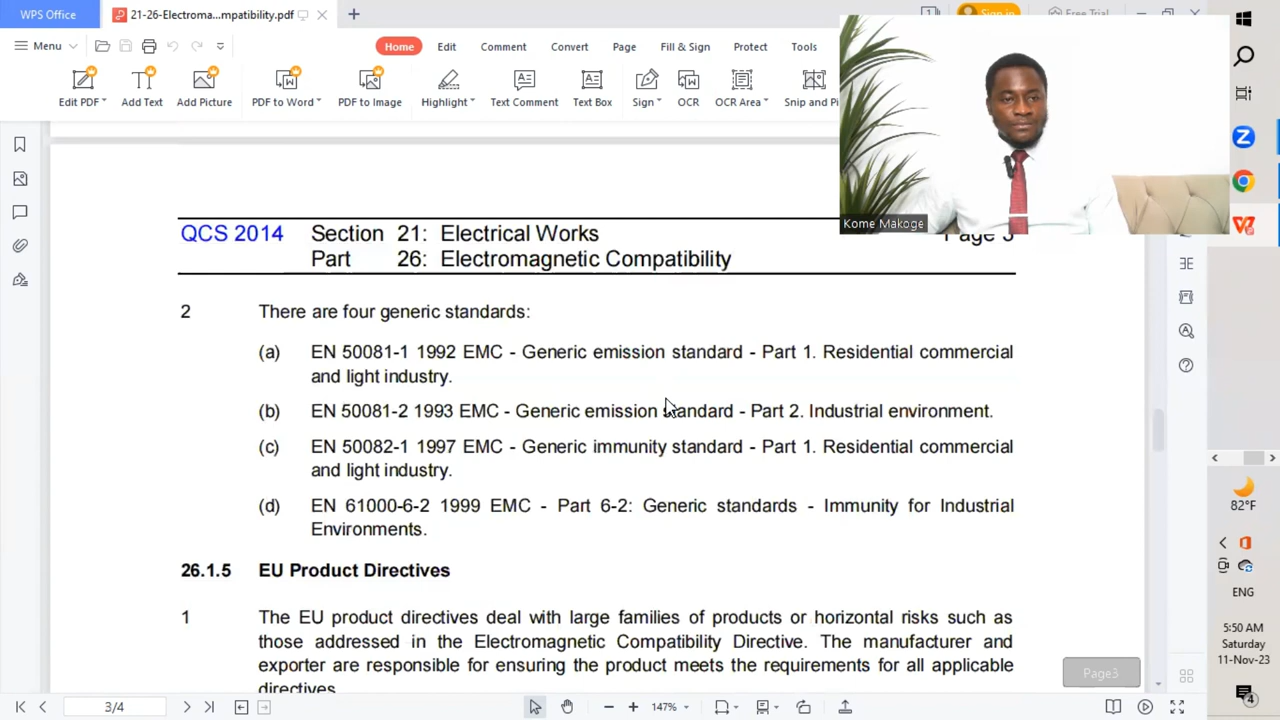 WPS Office
21-26-Electroma...mpatibility.pdf
Sign in
Free Trial
Menu
Home
Edit
Comment
Convert
Page
Fill & Sign
Protect
Tools
Edit PDF
Add Text
Add Picture
PDF to Word
PDF to Image
Highlight
Text Comment
Text Box
Sign
OCR
OCR Area
Snip and Pi
Kome Makoge
QCS 2014 Section 21: Electrical Works
Part 26: Electromagnetic Compatibility
2 There are four generic standards:
(a) EN 50081-1 1992 EMC - Generic emission standard - Part 1. Residential commercial
and light industry.
(b) EN 50081-2 1993 EMC - Generic emission standard - Part 2. Industrial environment.
(c) EN 50082-1 1997 EMC - Generic immunity standard - Part 1. Residential commercial
and light industry.
(d) EN 61000-6-2 1999 EMC - Part 6-2: Generic standards - Immunity for Industrial
Environments.
26.1.5 EU Product Directives
1 The EU product directives deal with large families of products or horizontal risks such as
those addressed in the Electromagnetic Compatibility Directive. The manufacturer and
exporter are responsible for ensuring the product meets the requirements for all applicable
directives
Page3
3/4
147%
82°F
ENG
5:50 AM
Saturday
11-Nov-23
4